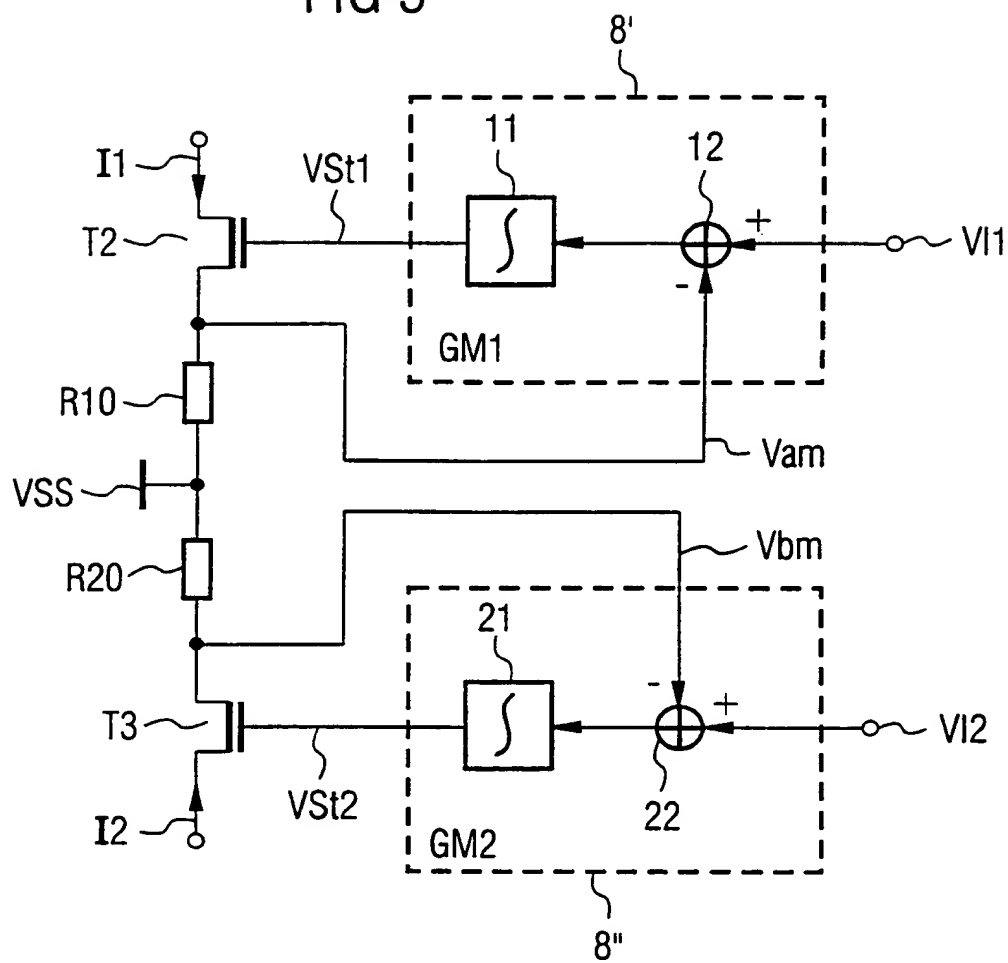 FIG 5
8'
I1
VSt1
11
12
+
T2
VI1
-
GM1
R10
Vam
VSS
Vbm
R20
21
-
+
T3
VI2
VSt2
22
I2
GM2
8"